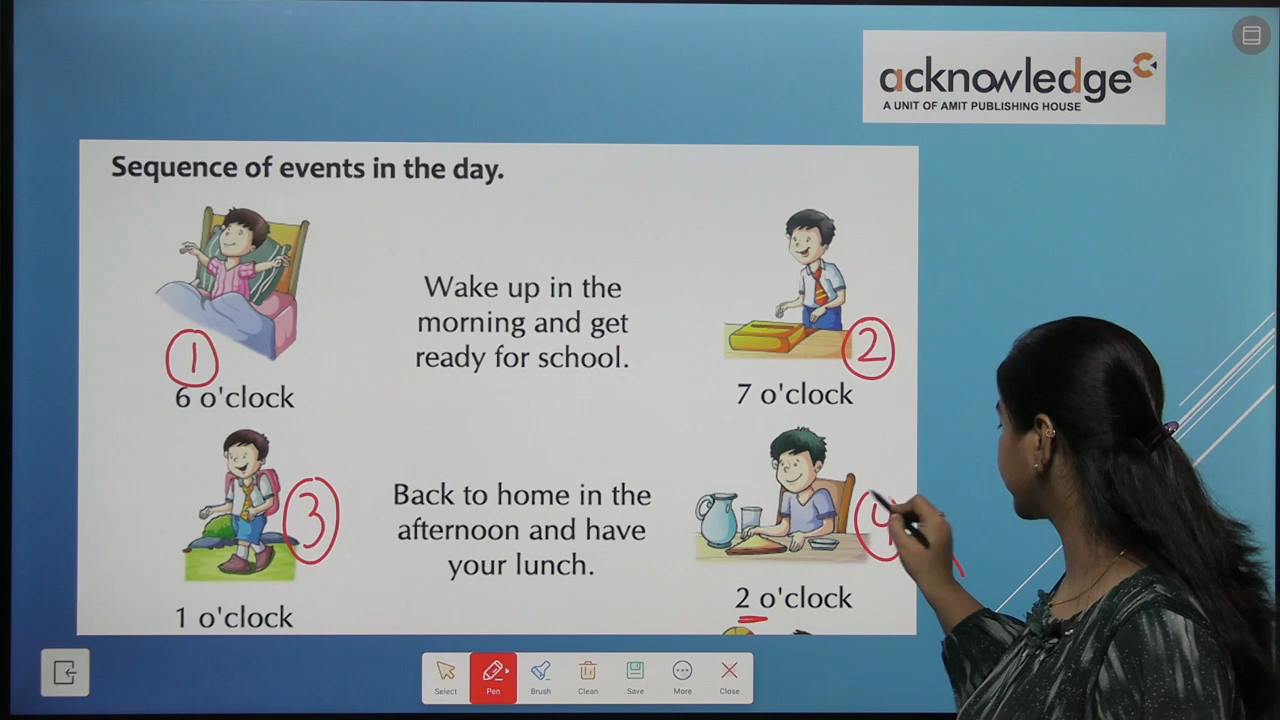 acknowledge
A UNIT OF AMIT PUBLISHING HOUSE
Sequence of events in the day.
1
6 o'clock
Wake up in the
morning and get
ready for school.
2
7 o'clock
3
1 o'clock
Back to home in the
afternoon and have
your lunch.
4
2 o'clock
Select
Pen
Brush
Clean
Save
More
Close